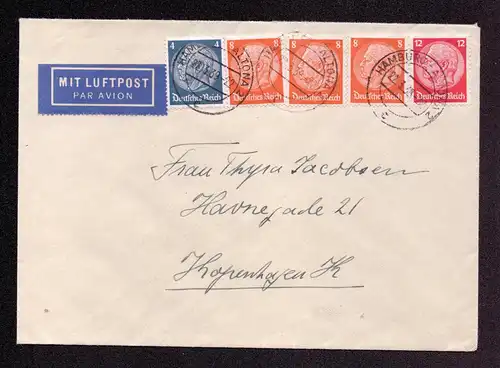 4 4 8 8 8 8 8 8 12 12
Deutsches Reich Deutsches Reich Deutsches Reich Deutsches Reich Deutsches Reich
ALTONA HAMBURG
MIT LUFTPOST
PAR AVION
Frau Thyra Jacobsen
Havnegade 21
Kopenhagen K